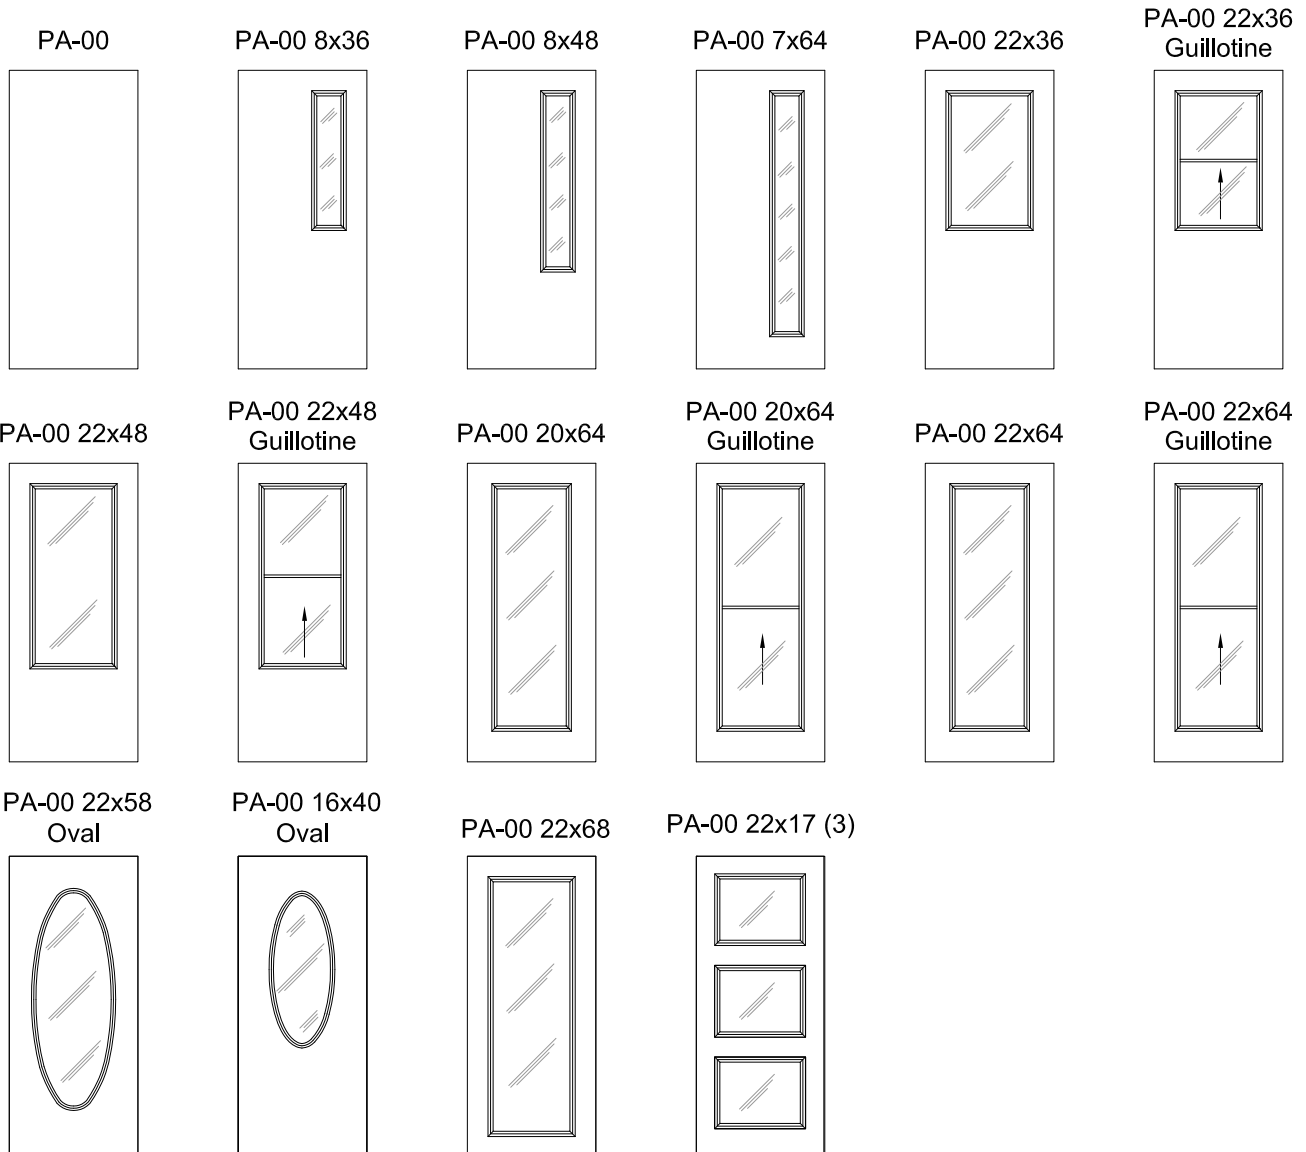 PA-00
PA-00 8x36
PA-00 8x48
PA-00 7x64
PA-00 22x36
PA-00 22x36
Guillotine
PA-00 22x48
PA-00 22x48
Guillotine
PA-00 20x64
PA-00 20x64
Guillotine
PA-00 22x64
PA-00 22x64
Guillotine
PA-00 22x58
Oval
PA-00 16x40
Oval
PA-00 22x68
PA-00 22x17 (3)